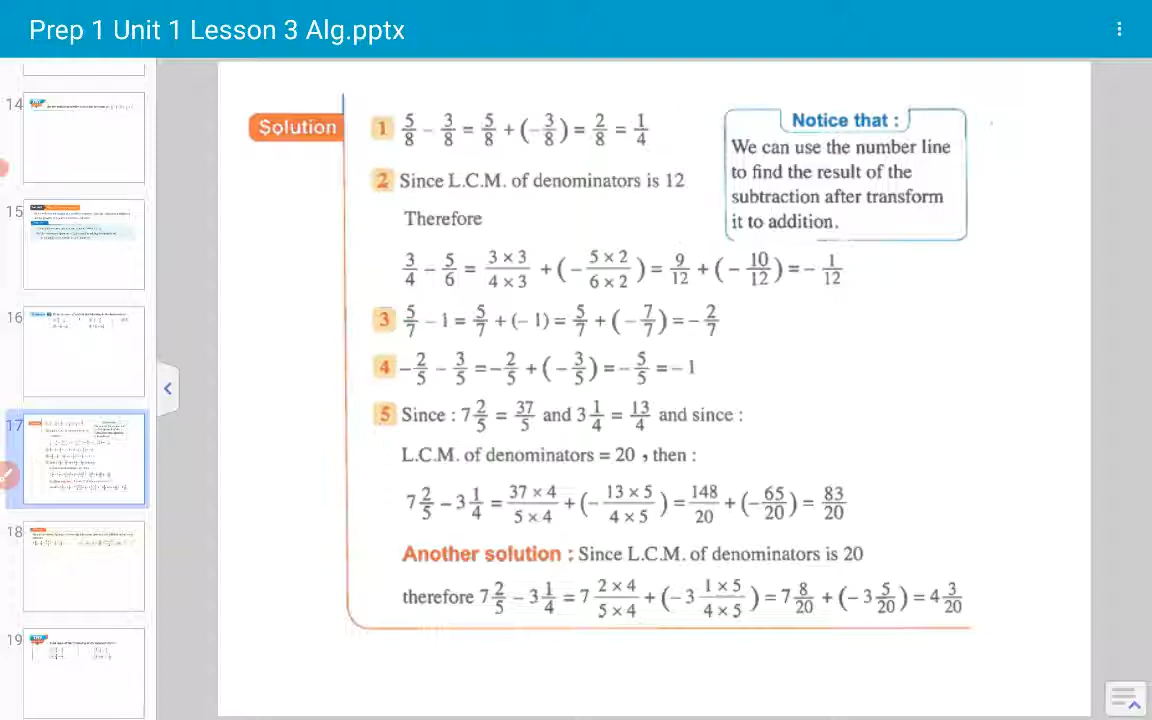 Prep 1 Unit 1 Lesson 3 Alg.pptx
14
15
16
17
18
19
Solution
1 5/8 - 3/8 = 5/8 + (- 3/8) = 2/8 = 1/4
Notice that :
We can use the number line
to find the result of the
subtraction after transform
it to addition.
2 Since L.C.M. of denominators is 12
Therefore
3/4 - 5/6 = (3 × 3)/(4 × 3) + (- (5 × 2)/(6 × 2)) = 9/12 + (- 10/12) = - 1/12
3 5/7 - 1 = 5/7 + (- 1) = 5/7 + (- 7/7) = - 2/7
4 - 2/5 - 3/5 = - 2/5 + (- 3/5) = - 5/5 = - 1
5 Since : 7 2/5 = 37/5 and 3 1/4 = 13/4 and since :
L.C.M. of denominators = 20 , then :
7 2/5 - 3 1/4 = (37 × 4)/(5 × 4) + (- (13 × 5)/(4 × 5)) = 148/20 + (- 65/20) = 83/20
Another solution : Since L.C.M. of denominators is 20
therefore 7 2/5 - 3 1/4 = 7 (2 × 4)/(5 × 4) + (- 3 (1 × 5)/(4 × 5)) = 7 8/20 + (- 3 5/20) = 4 3/20